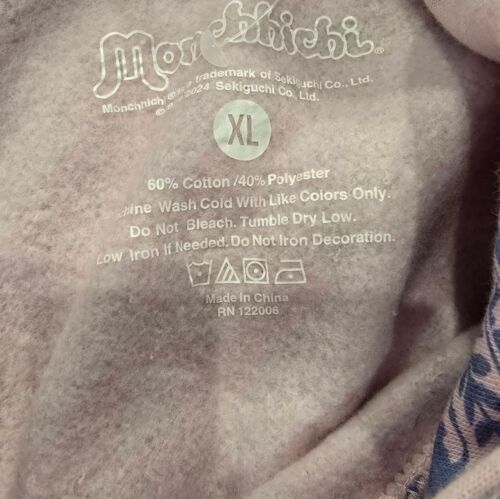 Monchhichi®
Monchhichi is a trademark of Sekiguchi Co., Ltd.
© 2024 Sekiguchi Co., Ltd.
XL
60% Cotton /40% Polyester
hine Wash Cold With Like Colors Only.
Do Not Bleach. Tumble Dry Low.
Low Iron If Needed. Do Not Iron Decoration.
Made in China
RN 122006